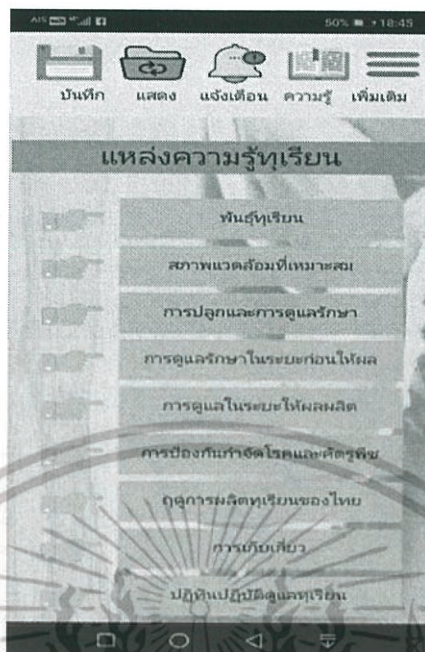 AIS 50% 18:45
บันทึก แสดง แจ้งเตือน ความรู้ เพิ่มเติม
แหล่งความรู้ทุเรียน
พันธุ์ทุเรียน
สภาพแวดล้อมที่เหมาะสม
การปลูกและการดูแลรักษา
การดูแลรักษาในระยะก่อนให้ผล
การดูแลในระยะให้ผลผลิต
การป้องกันกำจัดโรคและศัตรูพืช
ฤดูการผลิตทุเรียนของไทย
การเก็บเกี่ยว
ปฏิทินปฏิบัติดูแลทุเรียน